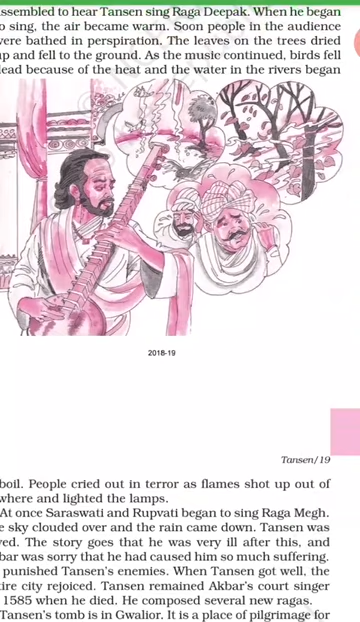 assembled to hear Tansen sing Raga Deepak. When he began
to sing, the air became warm. Soon people in the audience
were bathed in perspiration. The leaves on the trees dried
up and fell to the ground. As the music continued, birds fell
dead because of the heat and the water in the rivers began
2018-19
Tansen/19
boil. People cried out in terror as flames shot up out of
where and lighted the lamps.
At once Saraswati and Rupvati began to sing Raga Megh.
e sky clouded over and the rain came down. Tansen was
ved. The story goes that he was very ill after this, and
bar was sorry that he had caused him so much suffering.
punished Tansen's enemies. When Tansen got well, the
tire city rejoiced. Tansen remained Akbar's court singer
1585 when he died. He composed several new ragas.
Tansen's tomb is in Gwalior. It is a place of pilgrimage for